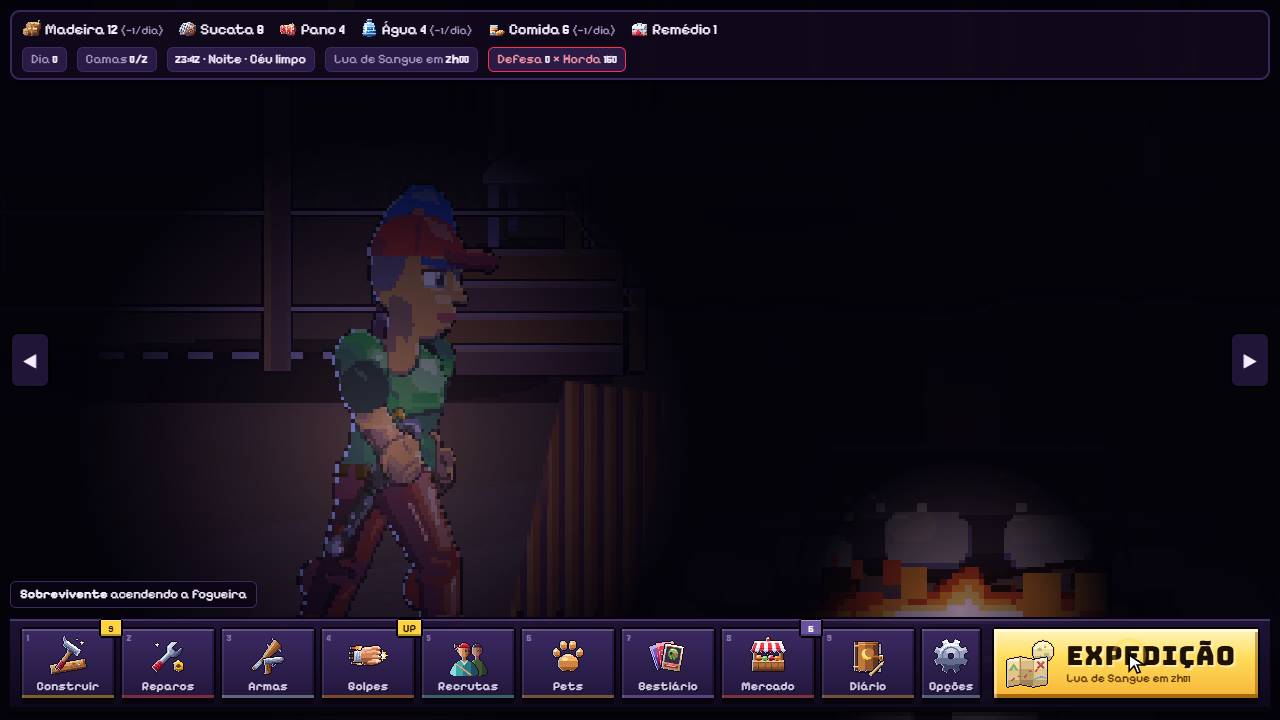 Madeira 12 (-1/dia) Sucata 8 Pano 4 Água 4 (-1/dia) Comida 6 (-1/dia) Remédio 1
Dia 0 Camas 0/2 23:42 · Noite · Céu limpo Lua de Sangue em 2h00 Defesa 0 × Horda 160
Sobrevivente acendendo a fogueira
9 UP 6
1 2 3 4 5 6 7 8 9
Construir Reparos Armas Golpes Recrutas Pets Bestiário Mercado Diário Opções
EXPEDIÇÃO
Lua de Sangue em 2h01